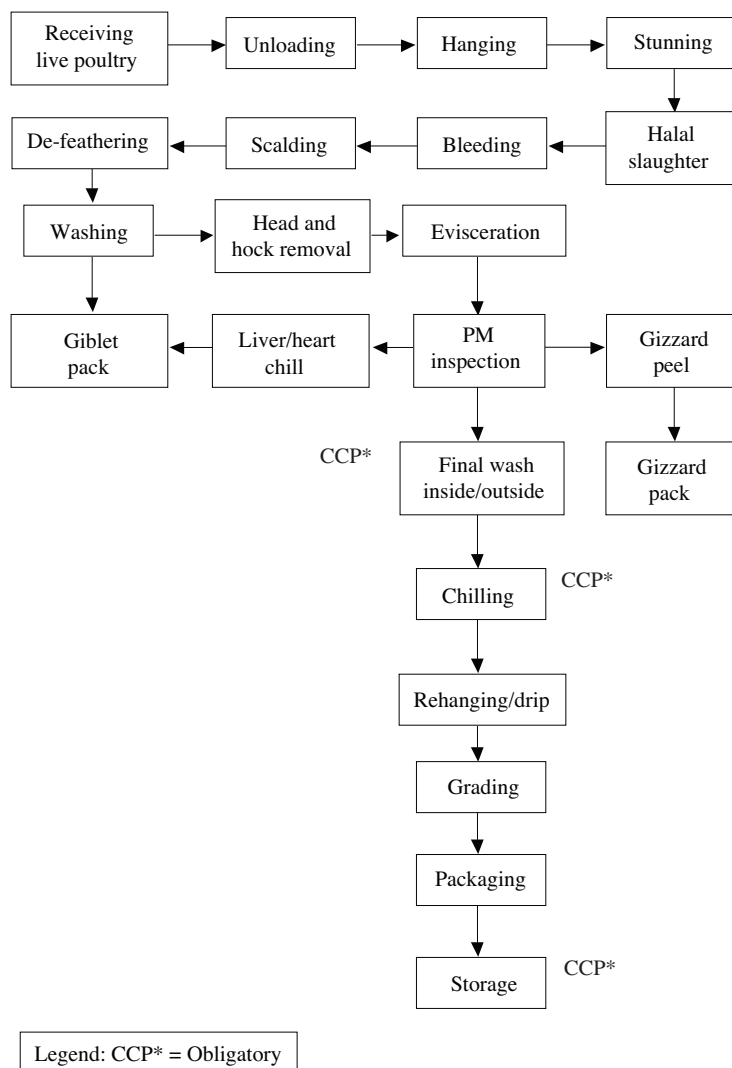 Receiving
live poultry
Unloading
Hanging
Stunning
De-feathering
Scalding
Bleeding
Halal
slaughter
Washing
Head and
hock removal
Evisceration
Giblet
pack
Liver/heart
chill
PM
inspection
Gizzard
peel
CCP*
Final wash
inside/outside
Gizzard
pack
Chilling
CCP*
Rehanging/drip
Grading
Packaging
Storage
CCP*
Legend: CCP* = Obligatory